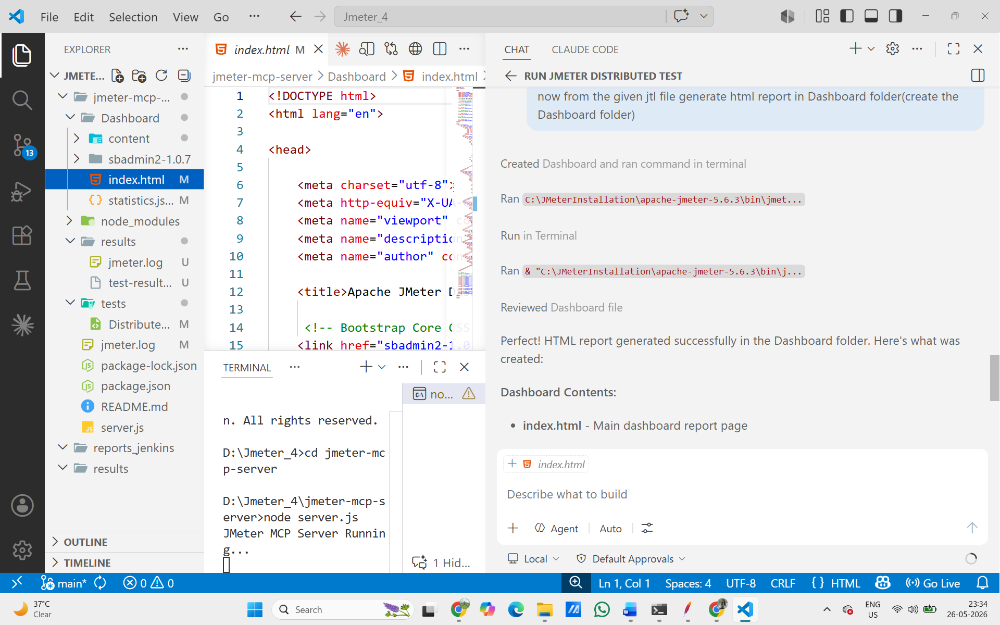 File Edit Selection View Go ... Jmeter_4
EXPLORER
JMETE...
jmeter-mcp-...
Dashboard
content
sbadmin2-1.0.7
index.html M
statistics.js... M
node_modules
results
jmeter.log U
test-result... U
tests
Distribute... M
jmeter.log M
package-lock.json
package.json
README.md
server.js
reports_jenkins
results
OUTLINE
TIMELINE
13
index.html M
jmeter-mcp-server > Dashboard > index.html
1 <!DOCTYPE html>
2 <html lang="en">
3
4 <head>
5
6 <meta charset="utf-8">
7 <meta http-equiv="X-UA-
8 <meta name="viewport" co
9 <meta name="description
10 <meta name="author" con
11
12 <title>Apache JMeter D
13
14 <!-- Bootstrap Core CSS
15 <link href="sbadmin2-1.0
TERMINAL
no...
n. All rights reserved.
D:\Jmeter_4>cd jmeter-mc
p-server
D:\Jmeter_4\jmeter-mcp-s
erver>node server.js
JMeter MCP Server Runnin
g...
1 Hid...
CHAT CLAUDE CODE
RUN JMETER DISTRIBUTED TEST
now from the given jtl file generate html report in Dashboard folder(create the
Dashboard folder)
Created Dashboard and ran command in terminal
Ran C:\JMeterInstallation\apache-jmeter-5.6.3\bin\jmet...
Run in Terminal
Ran & "C:\JMeterInstallation\apache-jmeter-5.6.3\bin\j...
Reviewed Dashboard file
Perfect! HTML report generated successfully in the Dashboard folder. Here's what was
created:
Dashboard Contents:
• index.html - Main dashboard report page
index.html
Describe what to build
Agent Auto
Local Default Approvals
main* 0 0 Ln 1, Col 1 Spaces: 4 UTF-8 CRLF {} HTML Go Live
37°C
Clear
Search
ENG
US
23:34
26-05-2026